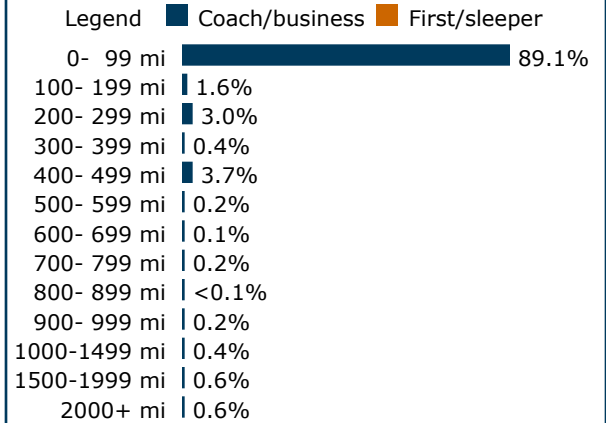 Legend Coach/business First/sleeper
0- 99 mi 89.1%
100- 199 mi 1.6%
200- 299 mi 3.0%
300- 399 mi 0.4%
400- 499 mi 3.7%
500- 599 mi 0.2%
600- 699 mi 0.1%
700- 799 mi 0.2%
800- 899 mi <0.1%
900- 999 mi 0.2%
1000-1499 mi 0.4%
1500-1999 mi 0.6%
2000+ mi 0.6%